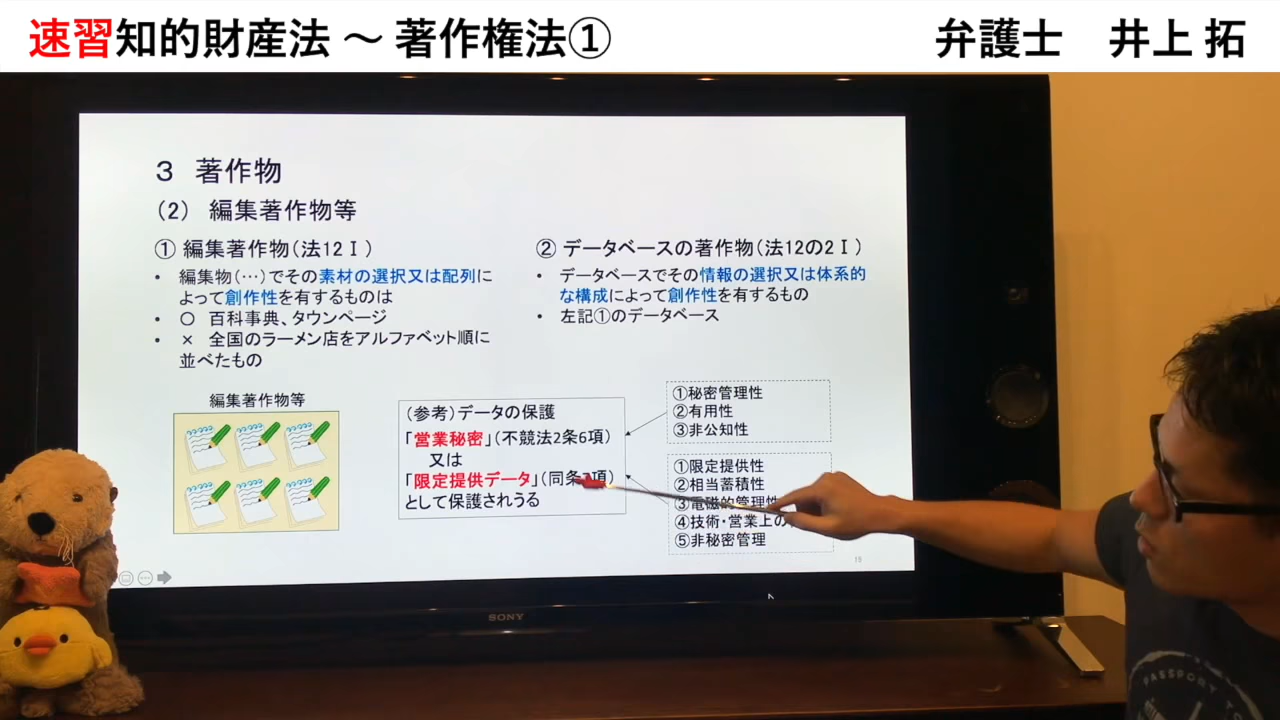 速習知的財産法 ～ 著作権法①
弁護士　井上 拓
3　著作物
（2）　編集著作物等
① 編集著作物（法12Ⅰ）
・ 編集物（…）でその素材の選択又は配列に
よって創作性を有するものは
・ 〇　百科事典、タウンページ
・ ×　全国のラーメン店をアルファベット順に
並べたもの
② データベースの著作物（法12の2Ⅰ）
・ データベースでその情報の選択又は体系的
な構成によって創作性を有するもの
・ 左記①のデータベース
編集著作物等
（参考）データの保護
「営業秘密」（不競法2条6項）
又は
「限定提供データ」（同条 項）
として保護されうる
①秘密管理性
②有用性
③非公知性
①限定提供性
②相当蓄積性
③電磁的管理性
④技術・営業上の
⑤非秘密管理
19
SONY
PASSPORT TO